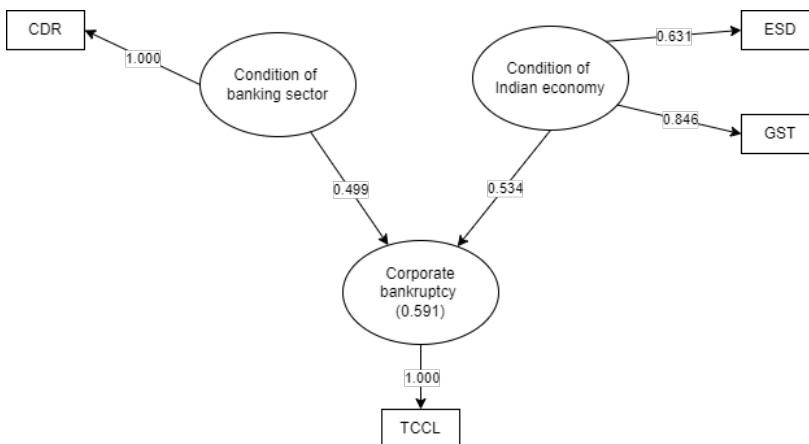 CDR
1.000
Condition of
banking sector
Condition of
Indian economy
0.631
ESD
0.846
GST
0.499
0.534
Corporate
bankruptcy
(0.591)
1.000
TCCL